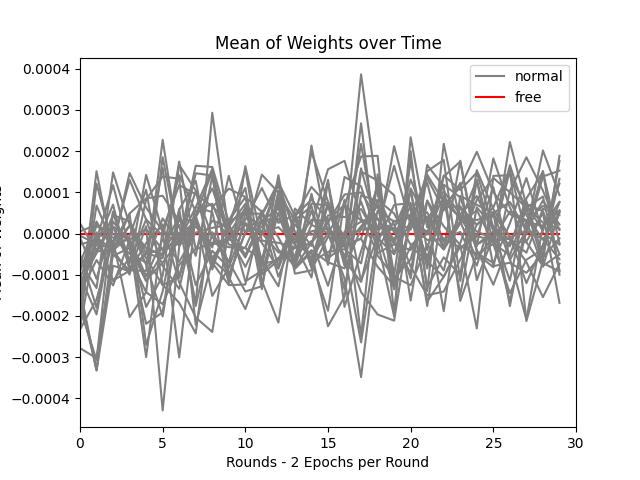 Mean of Weights over Time
normal
free
0.0004
0.0003
0.0002
0.0001
0.0000
−0.0001
−0.0002
−0.0003
−0.0004
0 5 10 15 20 25 30
Rounds - 2 Epochs per Round